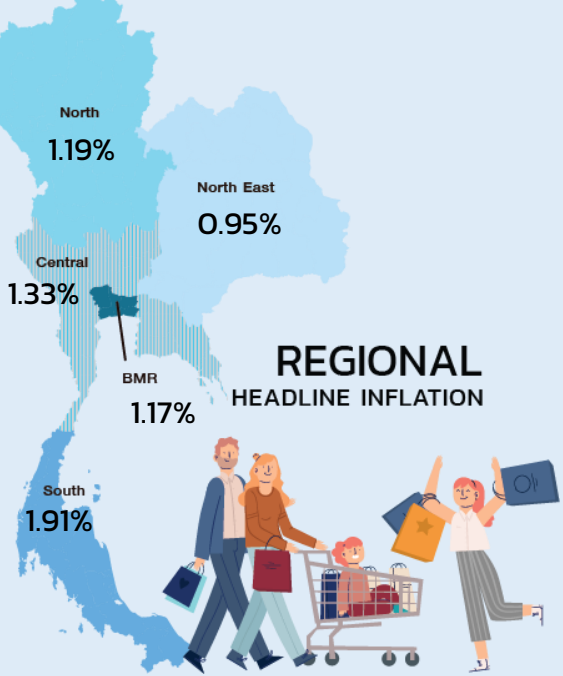 North
1.19%
North East
0.95%
Central
1.33%
BMR
1.17%
REGIONAL
HEADLINE INFLATION
South
1.91%